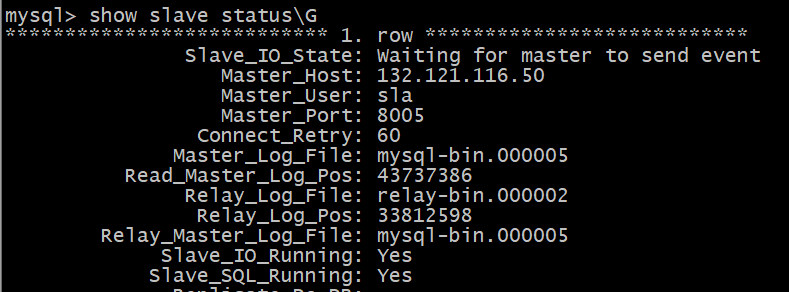 mysql> show slave status\G
*************************** 1. row ***************************
Slave_IO_State: Waiting for master to send event
Master_Host: 132.121.116.50
Master_User: sla
Master_Port: 8005
Connect_Retry: 60
Master_Log_File: mysql-bin.000005
Read_Master_Log_Pos: 43737386
Relay_Log_File: relay-bin.000002
Relay_Log_Pos: 33812598
Relay_Master_Log_File: mysql-bin.000005
Slave_IO_Running: Yes
Slave_SQL_Running: Yes